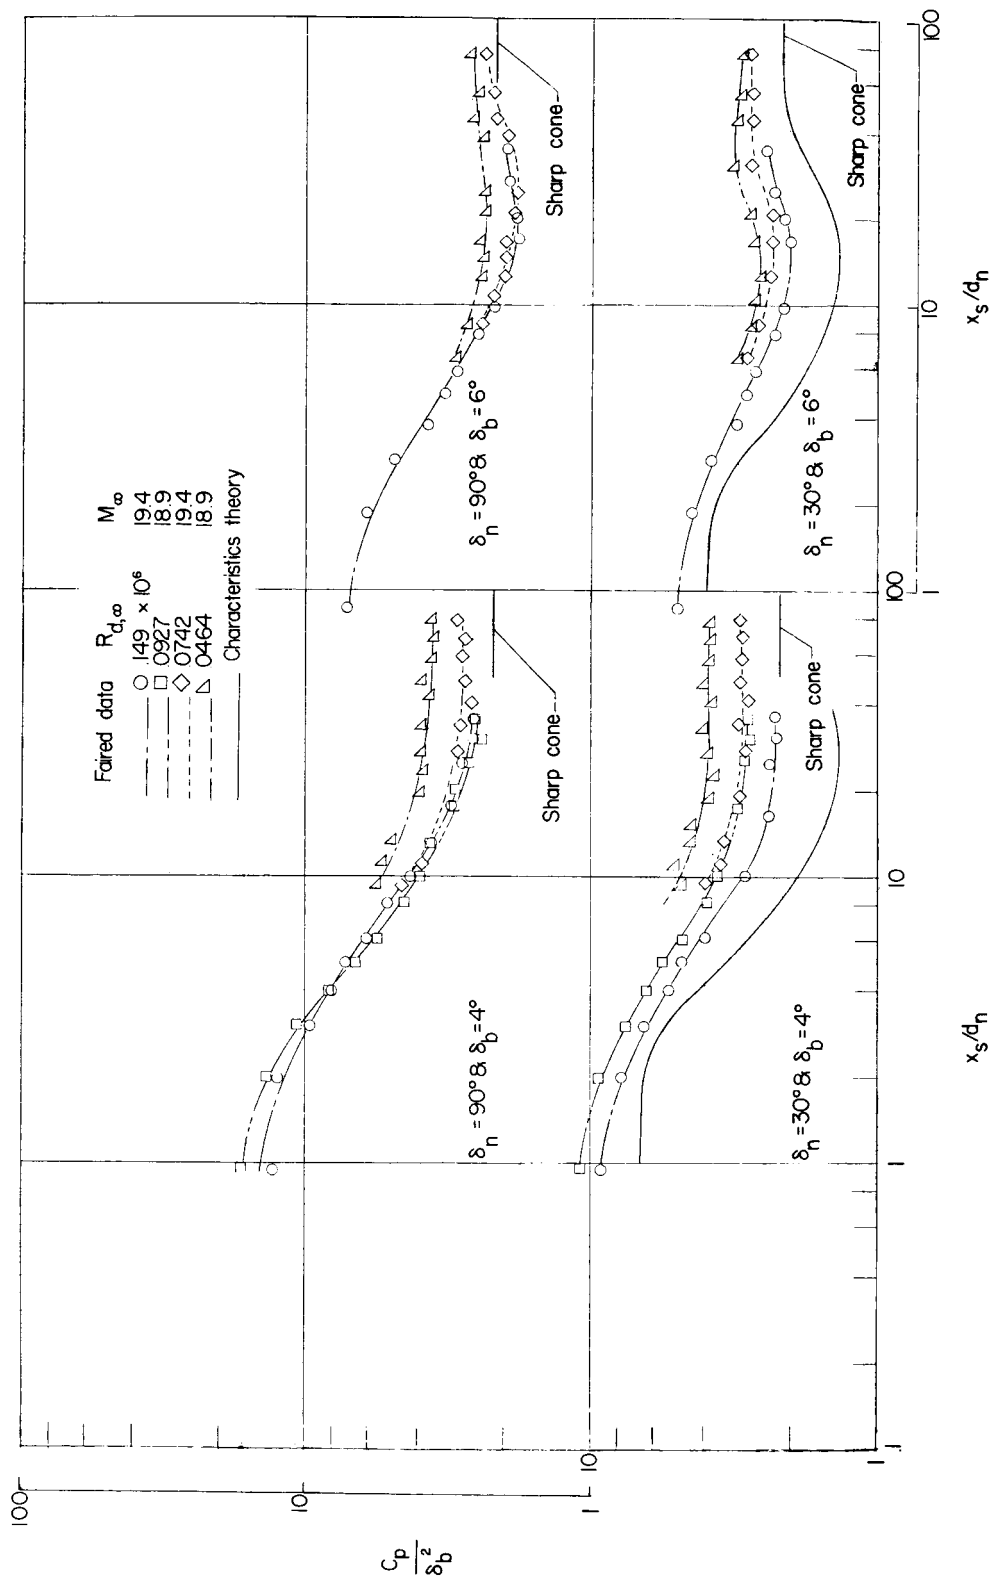 Faired data R_d,∞ M_∞
○ .149 × 10⁶ 19.4
□ .0927 18.9
◇ .0742 19.4
△ .0464 18.9
Characteristics theory
C_p
δ_b²
100
10
1
10
1
δ_n = 90° & δ_b = 4°
Sharp cone
δ_n = 90° & δ_b = 6°
Sharp cone
δ_n = 30° & δ_b = 4°
Sharp cone
δ_n = 30° & δ_b = 6°
Sharp cone
.1
1
10
100
1
10
100
x_s/d_n
x_s/d_n